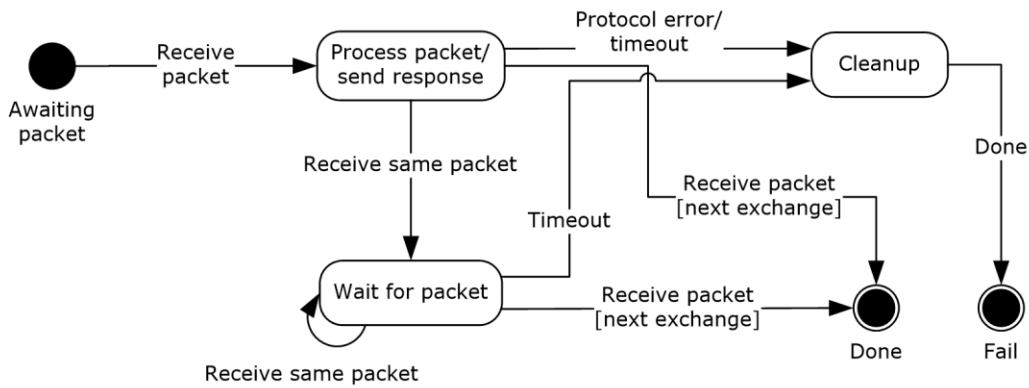 Protocol error/
timeout
Receive
packet
Process packet/
send response
Cleanup
Awaiting
packet
Done
Receive same packet
Receive packet
[next exchange]
Timeout
Wait for packet
Receive packet
[next exchange]
Done
Fail
Receive same packet